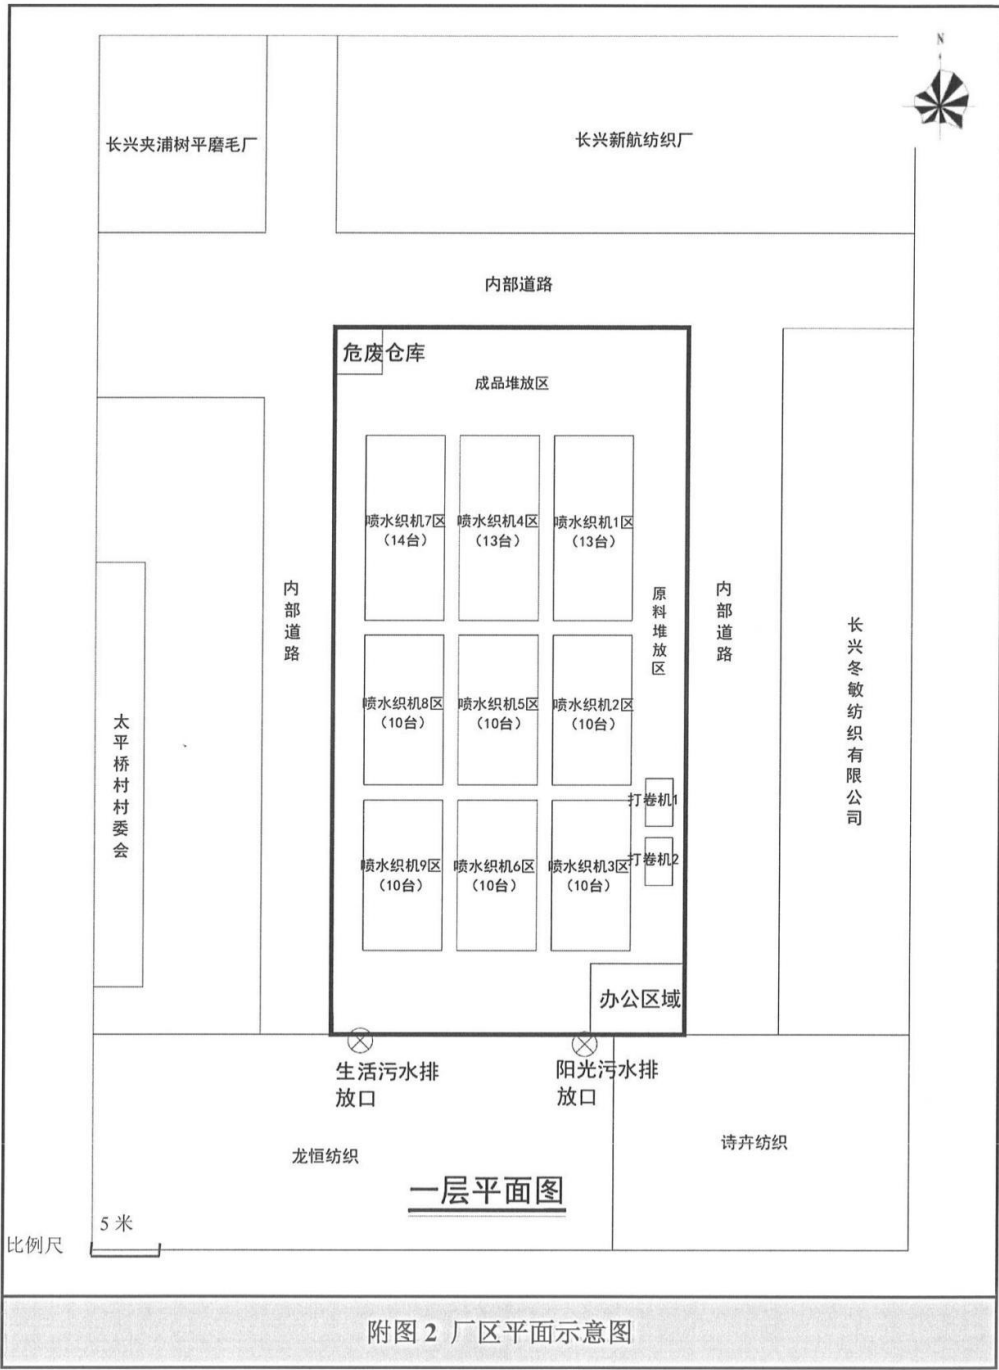 N
长兴夹浦树平磨毛厂
长兴新航纺织厂
内部道路
危废仓库
成品堆放区
喷水织机7区
(14台)
喷水织机4区
(13台)
喷水织机1区
(13台)
内部道路
原料堆放区
内部道路
长兴冬敏纺织有限公司
太平桥村村委会
喷水织机8区
(10台)
喷水织机5区
(10台)
喷水织机2区
(10台)
打卷机1
打卷机2
喷水织机9区
(10台)
喷水织机6区
(10台)
喷水织机3区
(10台)
办公区域
生活污水排
放口
阳光污水排
放口
龙恒纺织
诗卉纺织
一层平面图
5 米
比例尺
附图 2 厂区平面示意图